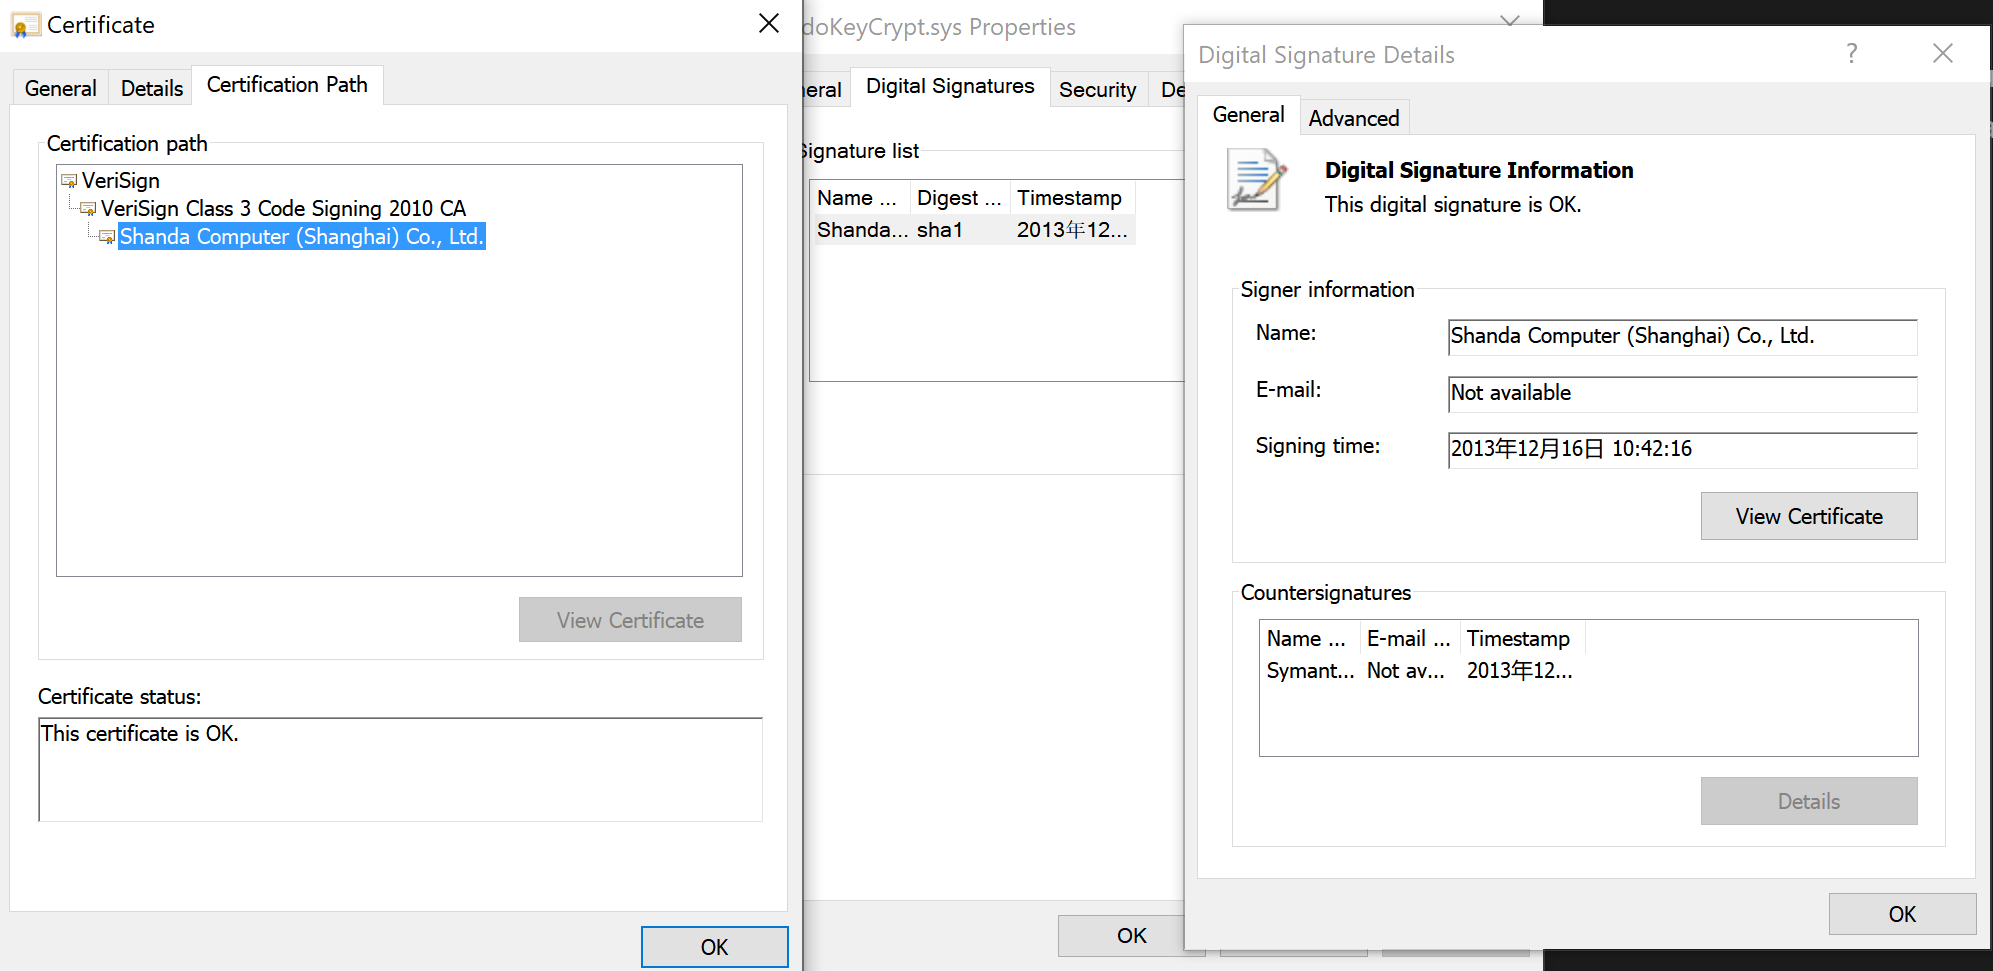 Certificate
General
Details
Certification Path
Certification path
VeriSign
VeriSign Class 3 Code Signing 2010 CA
Shanda Computer (Shanghai) Co., Ltd.
View Certificate
Certificate status:
This certificate is OK.
OK
doKeyCrypt.sys Properties
eral
Digital Signatures
Security
De
Signature list
Name ...
Digest ...
Timestamp
Shanda...
sha1
2013年12...
OK
Digital Signature Details
?
General
Advanced
Digital Signature Information
This digital signature is OK.
Signer information
Name:
Shanda Computer (Shanghai) Co., Ltd.
E-mail:
Not available
Signing time:
2013年12月16日 10:42:16
View Certificate
Countersignatures
Name ...
E-mail ...
Timestamp
Symant...
Not av...
2013年12...
Details
OK